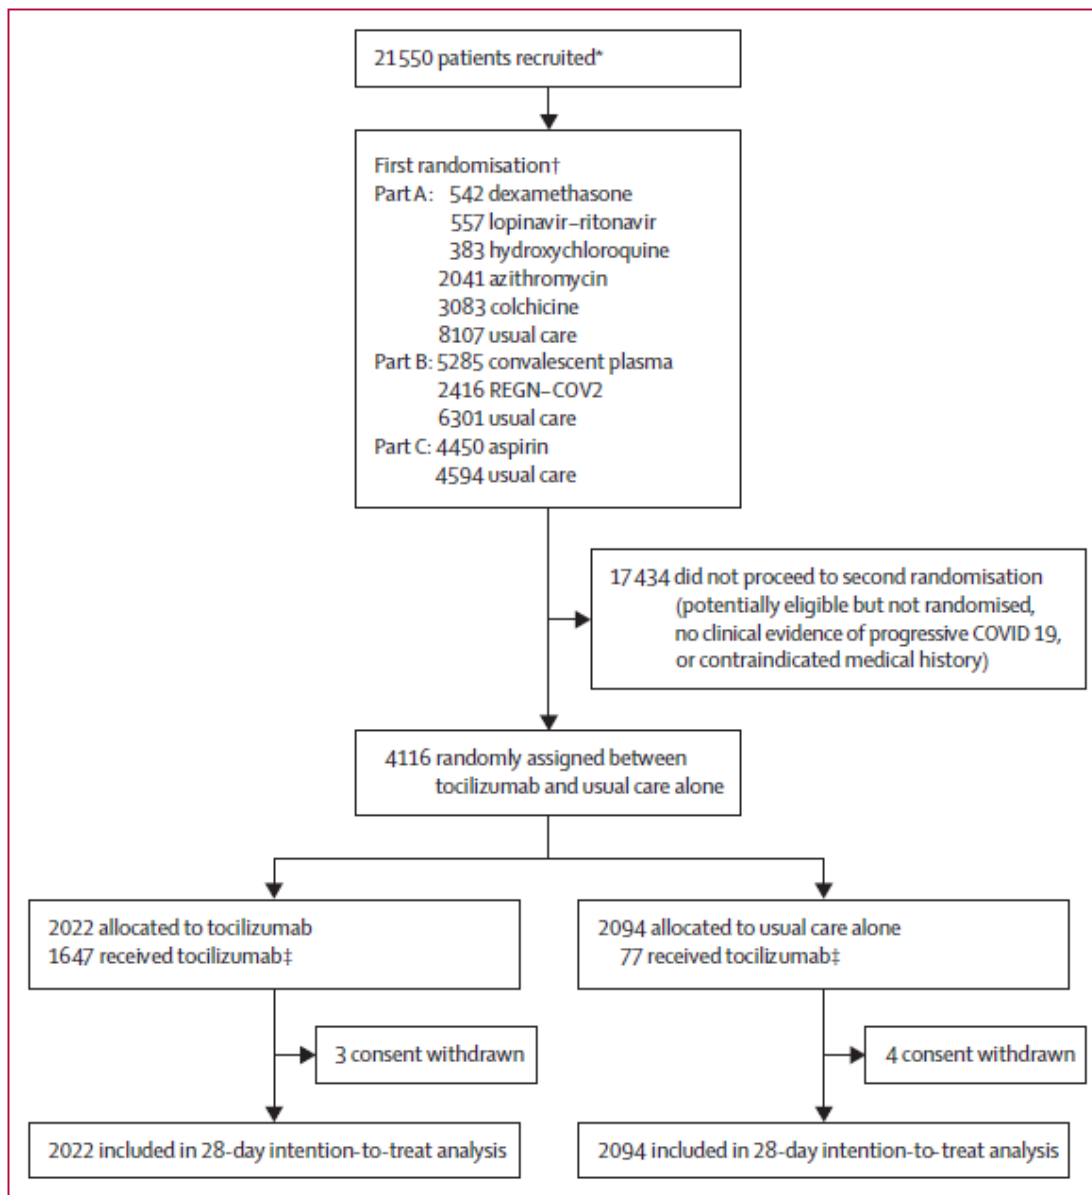 21 550 patients recruited*
First randomisation†
Part A: 542 dexamethasone
557 lopinavir–ritonavir
383 hydroxychloroquine
2041 azithromycin
3083 colchicine
8107 usual care
Part B: 5285 convalescent plasma
2416 REGN–COV2
6301 usual care
Part C: 4450 aspirin
4594 usual care
17 434 did not proceed to second randomisation
(potentially eligible but not randomised,
no clinical evidence of progressive COVID 19,
or contraindicated medical history)
4116 randomly assigned between
tocilizumab and usual care alone
2022 allocated to tocilizumab
1647 received tocilizumab‡
2094 allocated to usual care alone
77 received tocilizumab‡
3 consent withdrawn
4 consent withdrawn
2022 included in 28-day intention-to-treat analysis
2094 included in 28-day intention-to-treat analysis